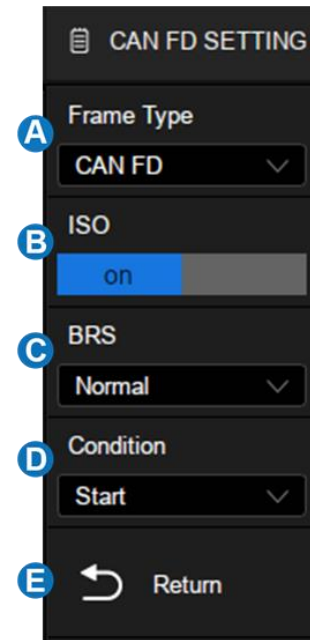 CAN FD SETTING
A
Frame Type
CAN FD
B
ISO
on
C
BRS
Normal
D
Condition
Start
E
Return